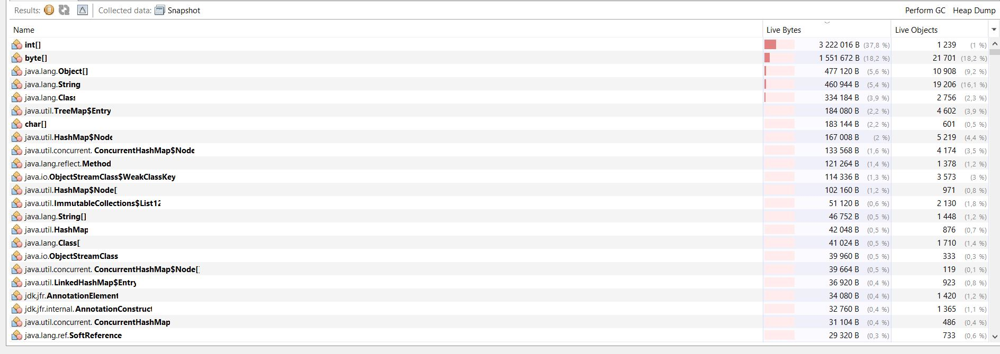 Results: Collected data: Snapshot Perform GC Heap Dump
Name Live Bytes Live Objects
int[] 3 222 016 B (37,8 %) 1 239 (1 %)
byte[] 1 551 672 B (18,2 %) 21 701 (18,2 %)
java.lang.Object[] 477 120 B (5,6 %) 10 908 (9,2 %)
java.lang.String 460 944 B (5,4 %) 19 206 (16,1 %)
java.lang.Class 334 184 B (3,9 %) 2 756 (2,3 %)
java.util.TreeMap$Entry 184 080 B (2,2 %) 4 602 (3,9 %)
char[] 183 144 B (2,2 %) 601 (0,5 %)
java.util.HashMap$Node 167 008 B (2 %) 5 219 (4,4 %)
java.util.concurrent. ConcurrentHashMap$Node 133 568 B (1,6 %) 4 174 (3,5 %)
java.lang.reflect.Method 121 264 B (1,4 %) 1 378 (1,2 %)
java.io.ObjectStreamClass$WeakClassKey 114 336 B (1,3 %) 3 573 (3 %)
java.util.HashMap$Node[ 102 160 B (1,2 %) 971 (0,8 %)
java.util.ImmutableCollections$List12 51 120 B (0,6 %) 2 130 (1,8 %)
java.lang.String[] 46 752 B (0,5 %) 1 448 (1,2 %)
java.util.HashMap 42 048 B (0,5 %) 876 (0,7 %)
java.lang.Class[ 41 024 B (0,5 %) 1 710 (1,4 %)
java.io.ObjectStreamClass 39 960 B (0,5 %) 333 (0,3 %)
java.util.concurrent. ConcurrentHashMap$Node[] 39 664 B (0,5 %) 119 (0,1 %)
java.util.LinkedHashMap$Entry 36 920 B (0,4 %) 923 (0,8 %)
jdk.jfr.AnnotationElement 34 080 B (0,4 %) 1 420 (1,2 %)
jdk.jfr.internal.AnnotationConstruct 32 760 B (0,4 %) 1 365 (1,1 %)
java.util.concurrent. ConcurrentHashMap 31 104 B (0,4 %) 486 (0,4 %)
java.lang.ref.SoftReference 29 320 B (0,3 %) 733 (0,6 %)